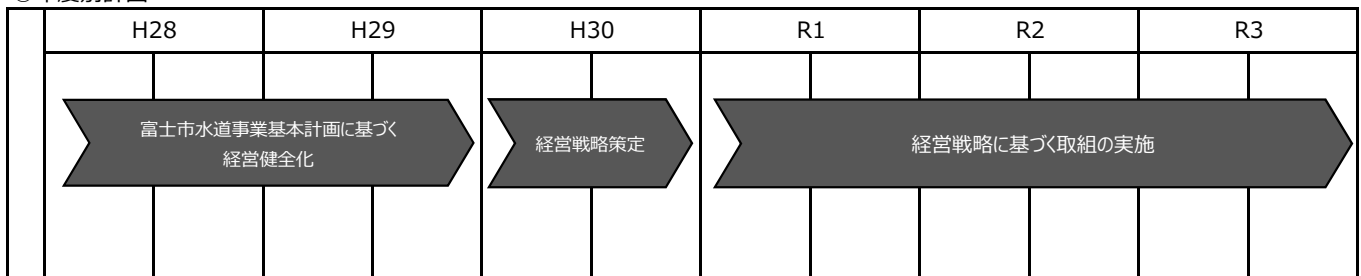 H28 H29 H30 R1 R2 R3
富士市水道事業基本計画に基づく
経営健全化
経営戦略策定
経営戦略に基づく取組の実施